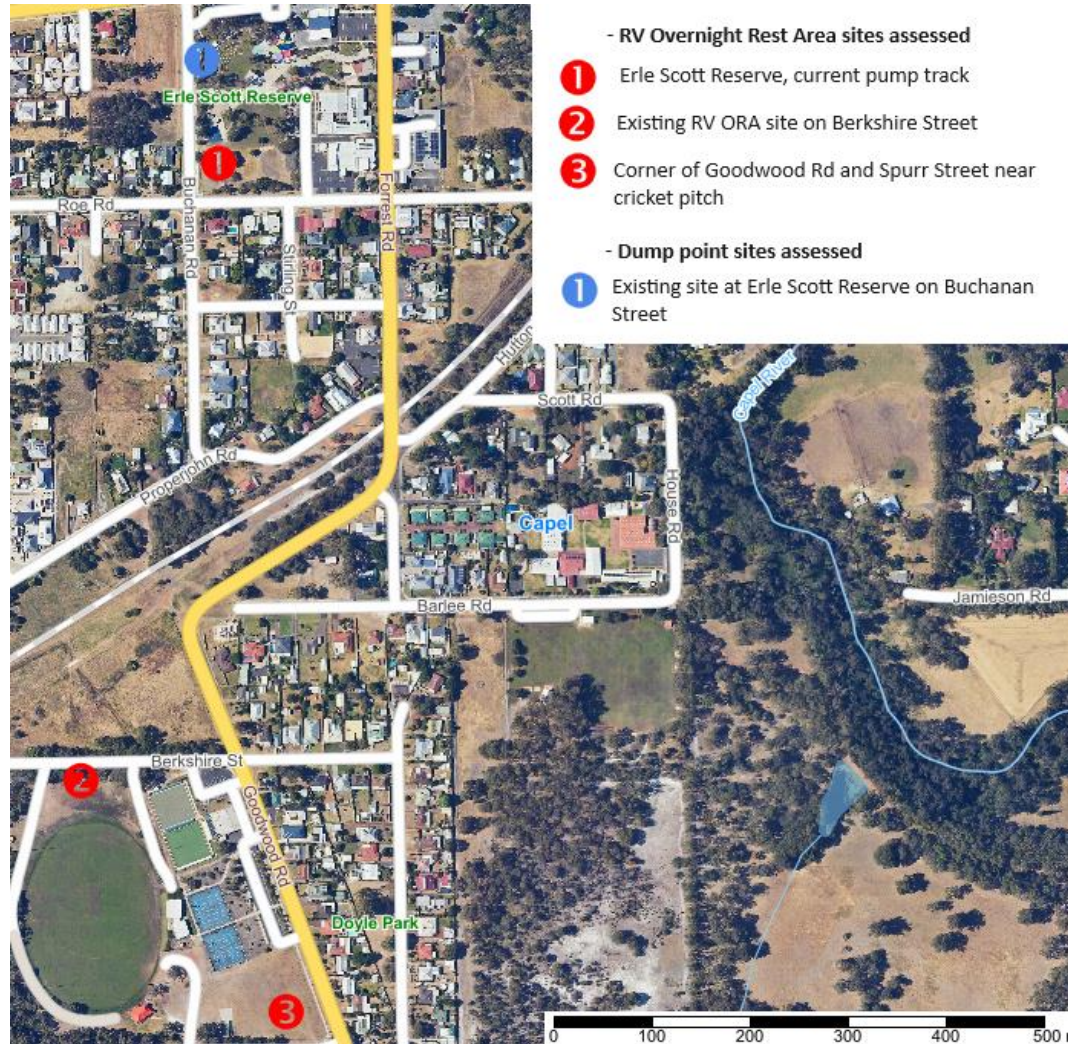 - RV Overnight Rest Area sites assessed
1 Erle Scott Reserve, current pump track
2 Existing RV ORA site on Berkshire Street
3 Corner of Goodwood Rd and Spurr Street near
cricket pitch
- Dump point sites assessed
1 Existing site at Erle Scott Reserve on Buchanan
Street
1
Erle Scott Reserve
1
Buchanan Rd
Forrest Rd
Roe Rd
Stirling St
Hutton
Properjohn Rd
Scott Rd
House Rd
Capel River
Capel
Barlee Rd
Jamieson Rd
Berkshire St
2
Goodwood Rd
Doyle Park
3
0 100 200 300 400 500